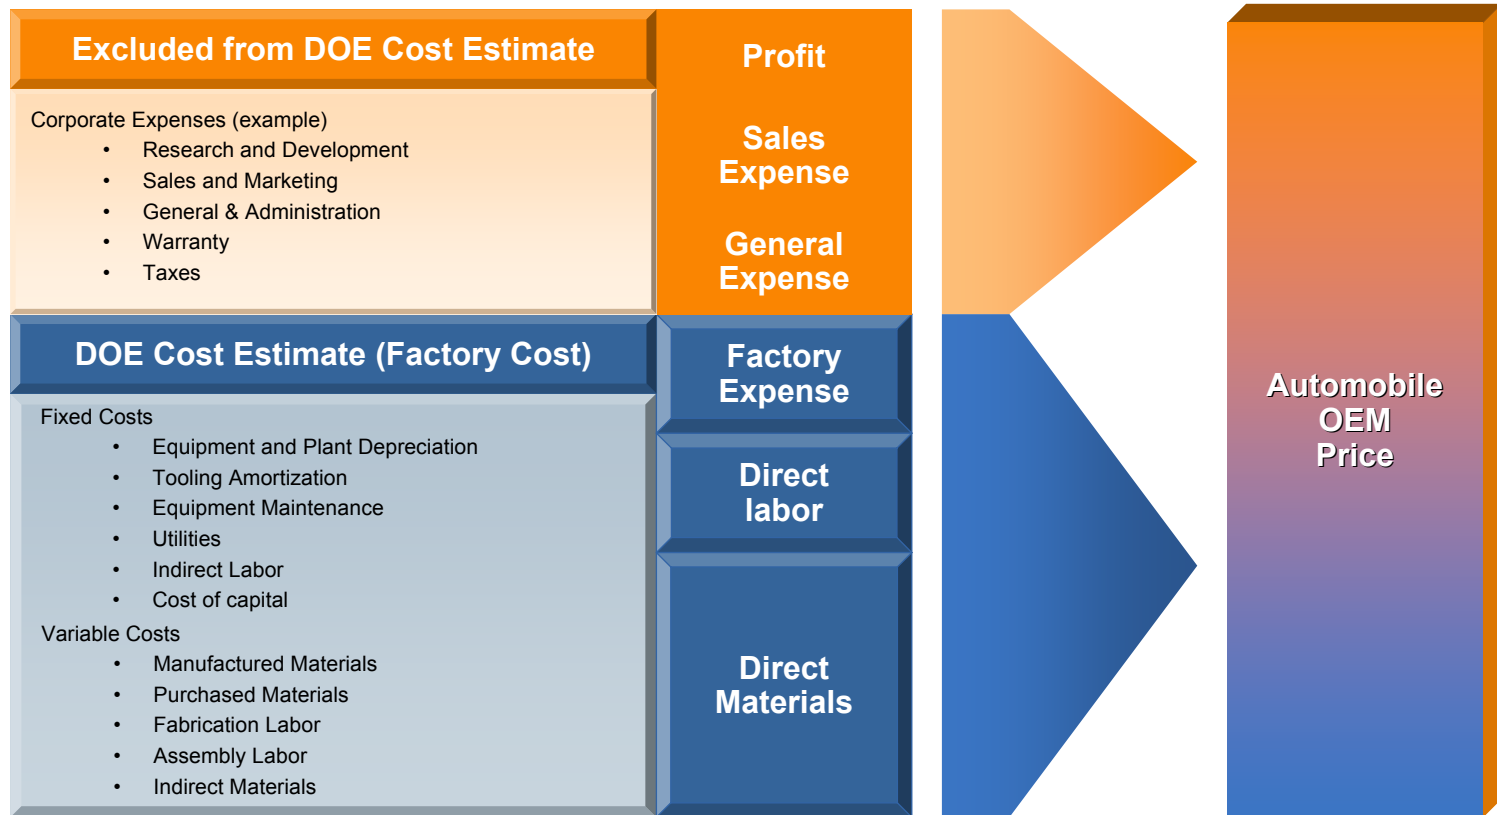 Excluded from DOE Cost Estimate
Corporate Expenses (example)
• Research and Development
• Sales and Marketing
• General & Administration
• Warranty
• Taxes
Profit
Sales
Expense
General
Expense
DOE Cost Estimate (Factory Cost)
Fixed Costs
• Equipment and Plant Depreciation
• Tooling Amortization
• Equipment Maintenance
• Utilities
• Indirect Labor
• Cost of capital
Variable Costs
• Manufactured Materials
• Purchased Materials
• Fabrication Labor
• Assembly Labor
• Indirect Materials
Factory
Expense
Direct
labor
Direct
Materials
Automobile
OEM
Price